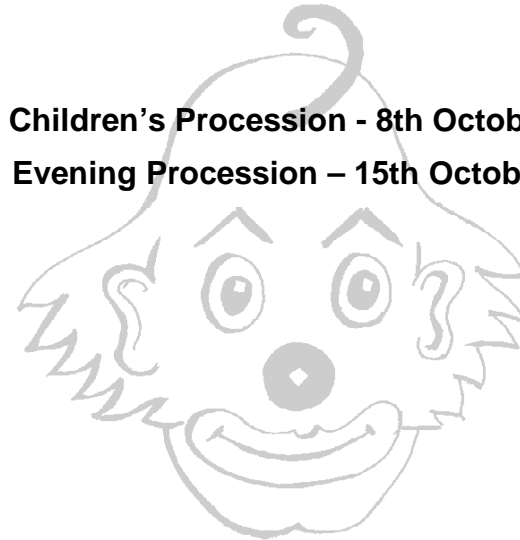 Children’s Procession - 8th Octob
Evening Procession – 15th Octob